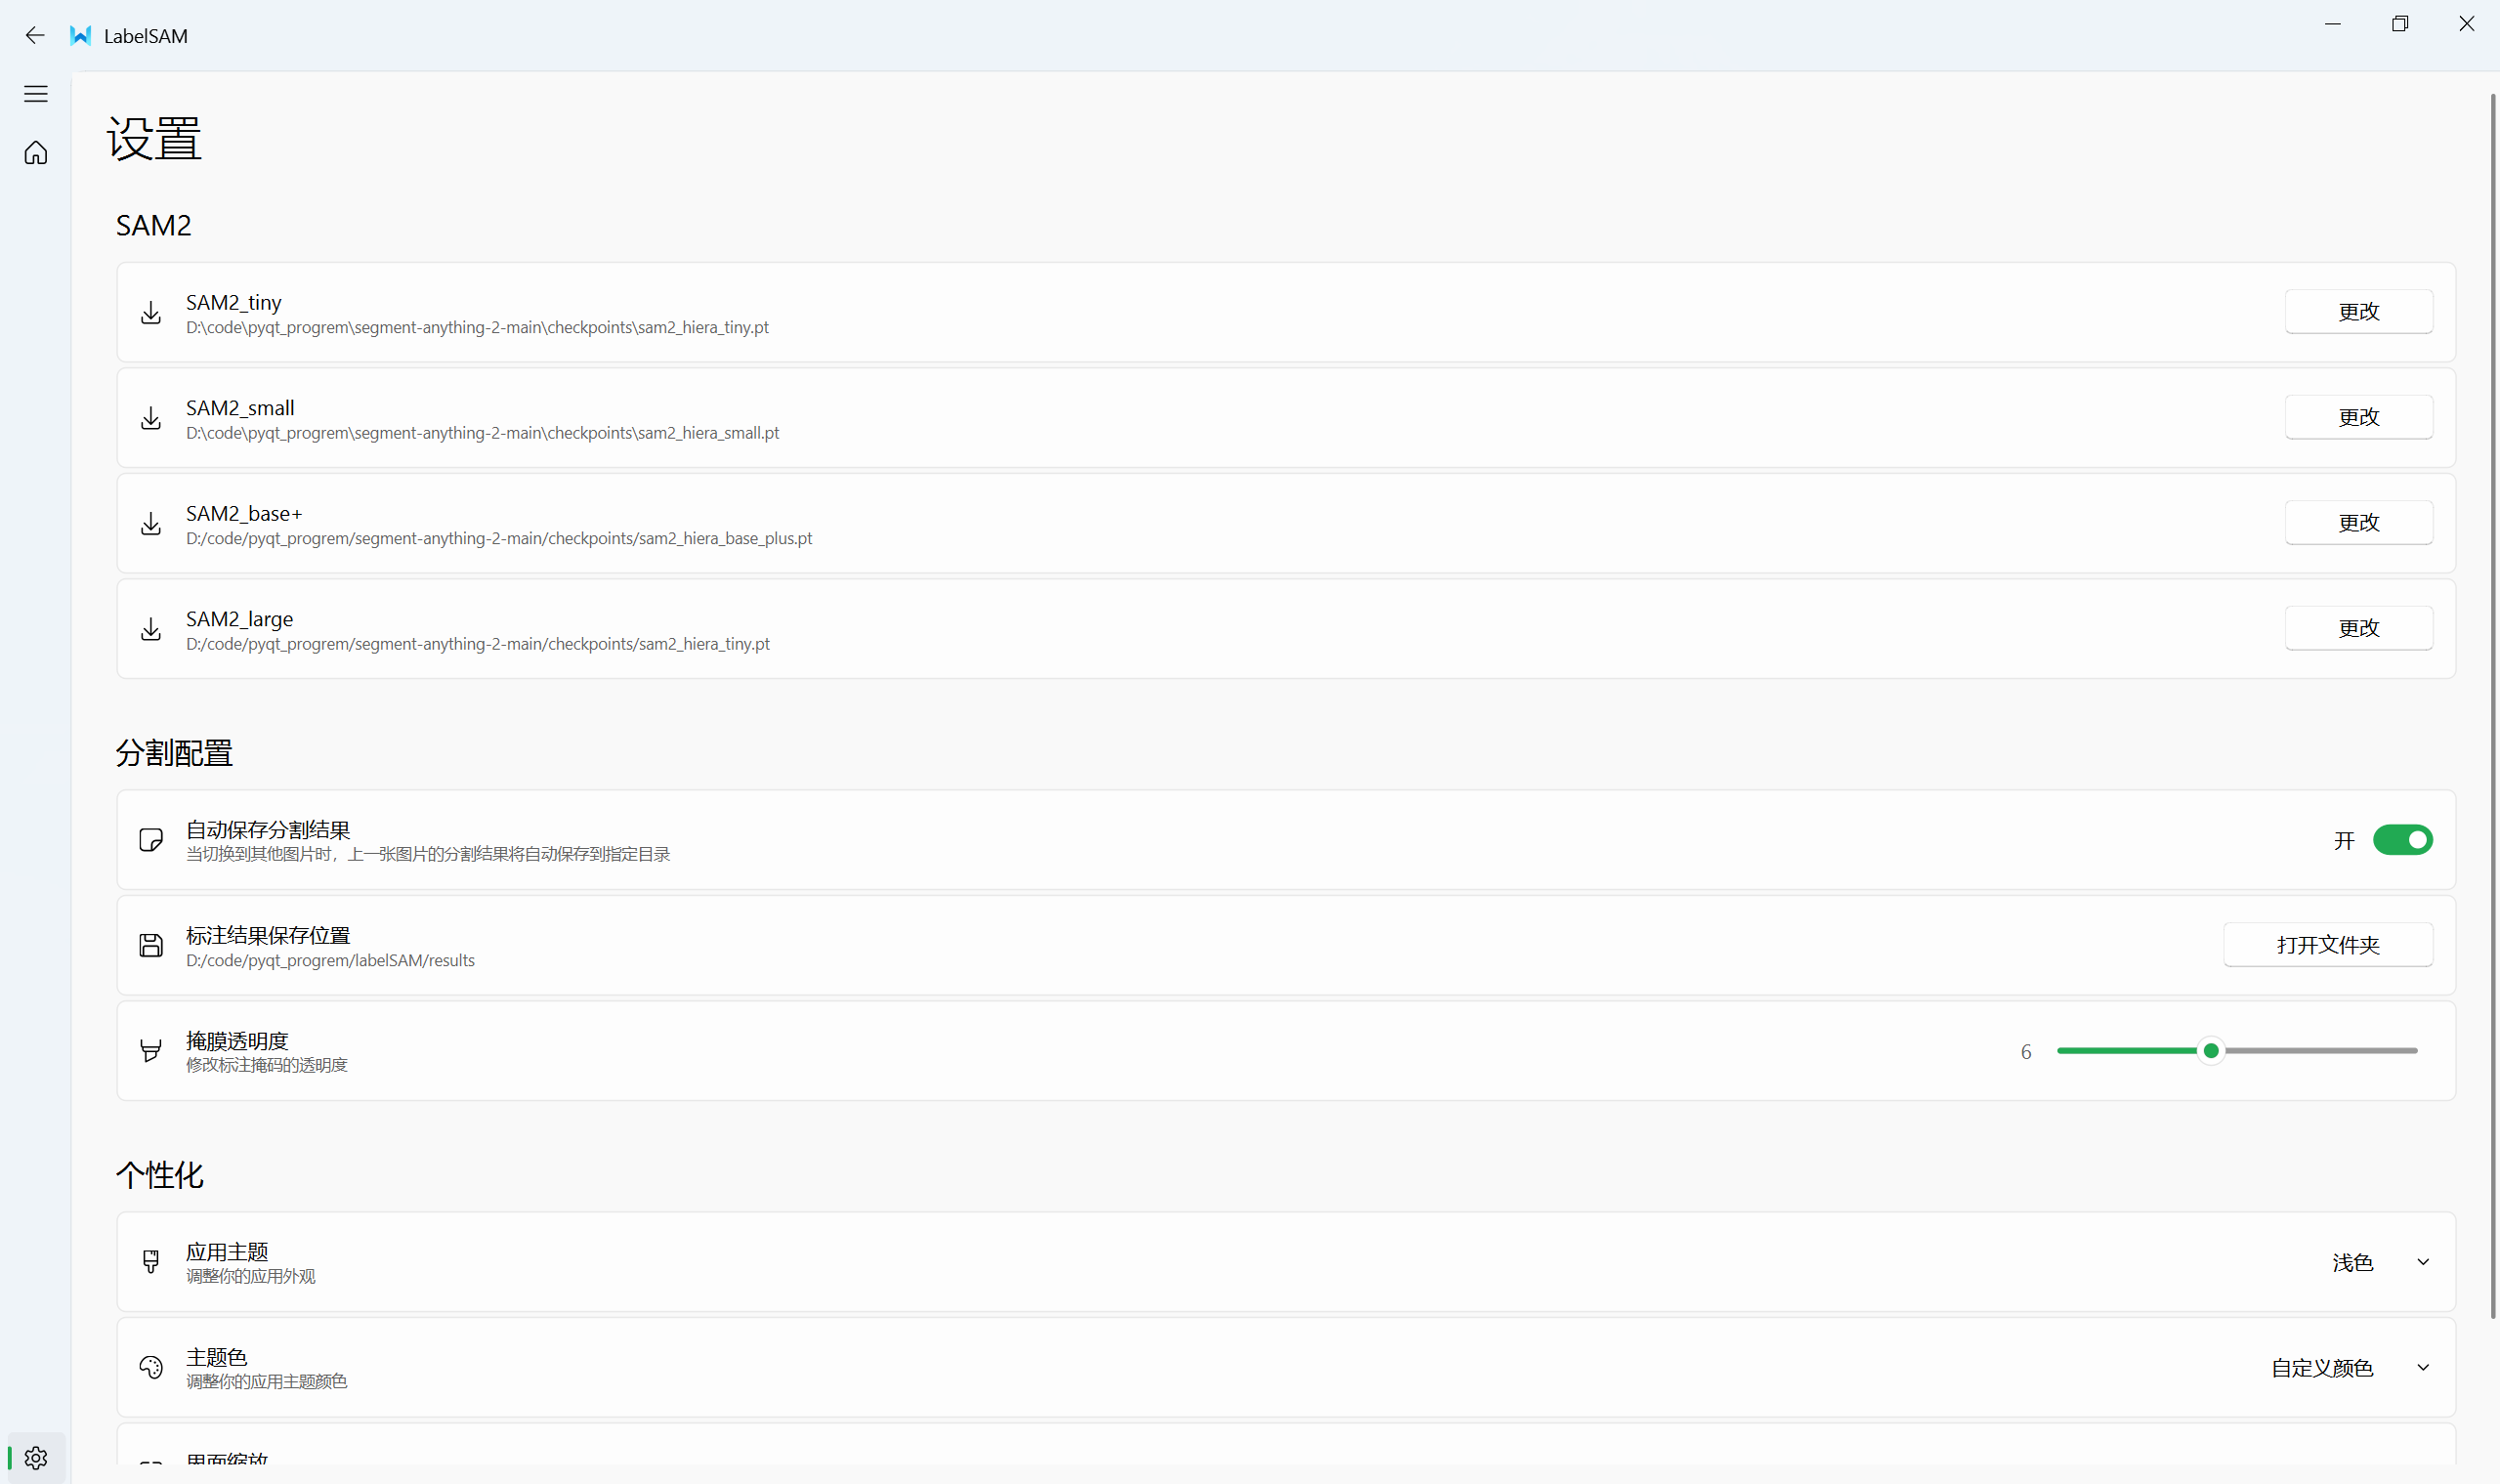 LabelSAM
设置
SAM2
SAM2_tiny
D:\code\pyqt_progrem\segment-anything-2-main\checkpoints\sam2_hiera_tiny.pt
更改
SAM2_small
D:\code\pyqt_progrem\segment-anything-2-main\checkpoints\sam2_hiera_small.pt
更改
SAM2_base+
D:/code/pyqt_progrem/segment-anything-2-main/checkpoints/sam2_hiera_base_plus.pt
更改
SAM2_large
D:/code/pyqt_progrem/segment-anything-2-main/checkpoints/sam2_hiera_tiny.pt
更改
分割配置
自动保存分割结果
当切换到其他图片时，上一张图片的分割结果将自动保存到指定目录
开
标注结果保存位置
D:/code/pyqt_progrem/labelSAM/results
打开文件夹
掩膜透明度
修改标注掩码的透明度
6
个性化
应用主题
调整你的应用外观
浅色
主题色
调整你的应用主题颜色
自定义颜色
界面缩放